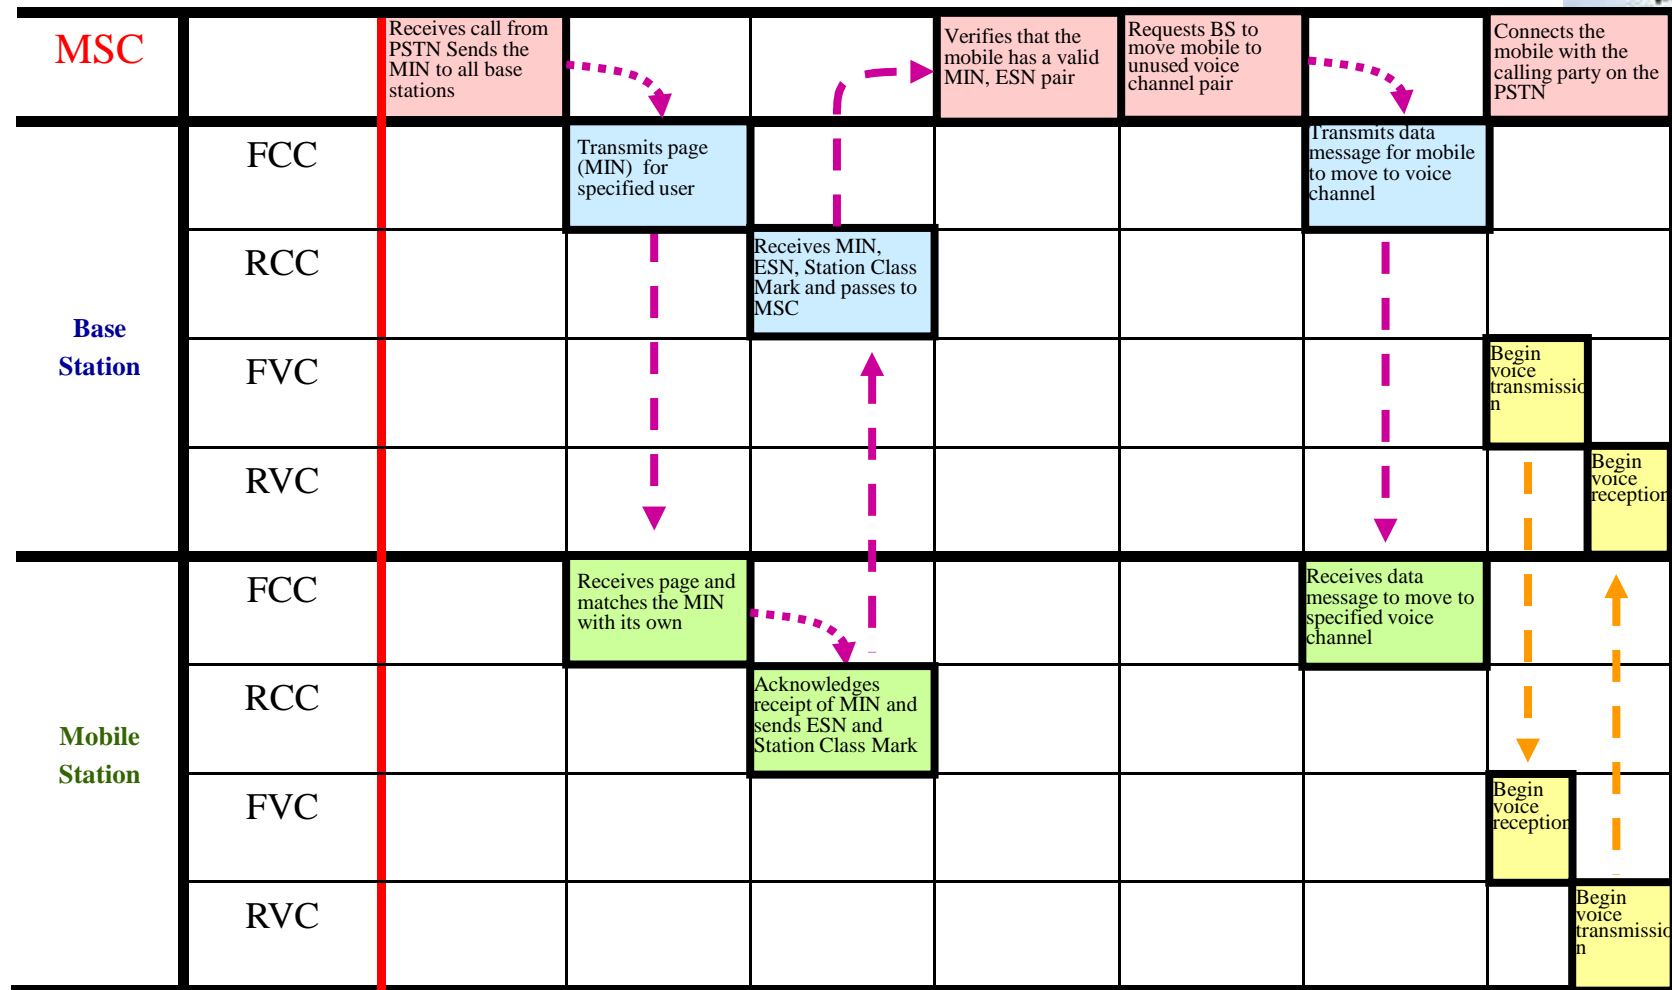 MSC
Receives call from
PSTN Sends the
MIN to all base
stations
Verifies that the
mobile has a valid
MIN, ESN pair
Requests BS to
move mobile to
unused voice
channel pair
Connects the
mobile with the
calling party on the
PSTN
Base
Station
FCC
Transmits page
(MIN) for
specified user
Transmits data
message for mobile
to move to voice
channel
RCC
Receives MIN,
ESN, Station Class
Mark and passes to
MSC
FVC
Begin
voice
transmissio
n
RVC
Begin
voice
reception
Mobile
Station
FCC
Receives page and
matches the MIN
with its own
Receives data
message to move to
specified voice
channel
RCC
Acknowledges
receipt of MIN and
sends ESN and
Station Class Mark
FVC
Begin
voice
reception
RVC
Begin
voice
transmissio
n